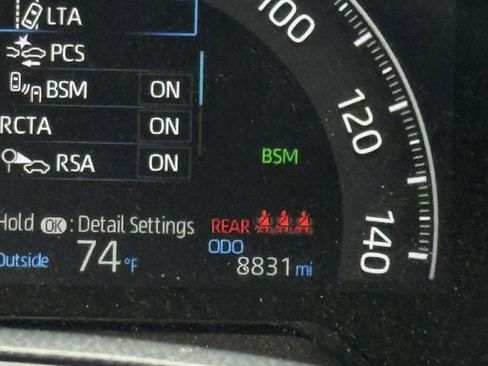 LTA
100
PCS
BSM ON
120
RCTA ON
BSM
RSA ON
Hold OK : Detail Settings
REAR
140
Outside 74 °F
ODO
8831 mi